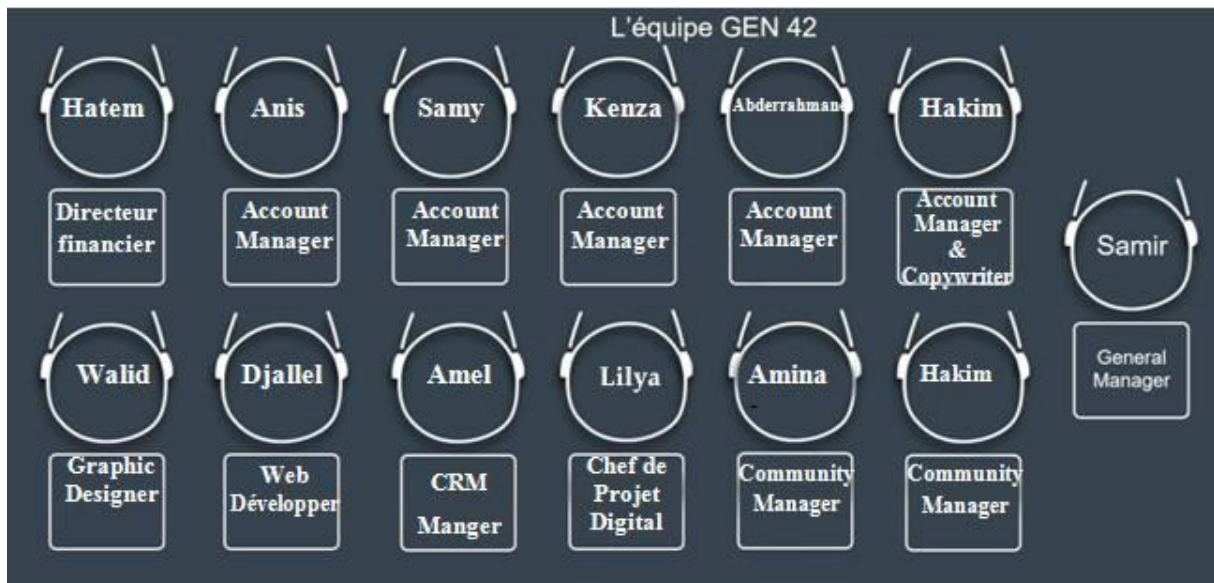 L'équipe GEN 42
Hatem
Anis
Samy
Kenza
Abderrahmane
Hakim
Directeur
financier
Account
Manager
Account
Manager
Account
Manager
Account
Manager
Account
Manager
&
Copywriter
Samir
General
Manager
Walid
Djallel
Amel
Lilya
Amina
Hakim
Graphic
Designer
Web
Développer
CRM
Manger
Chef de
Projet
Digital
Community
Manager
Community
Manager